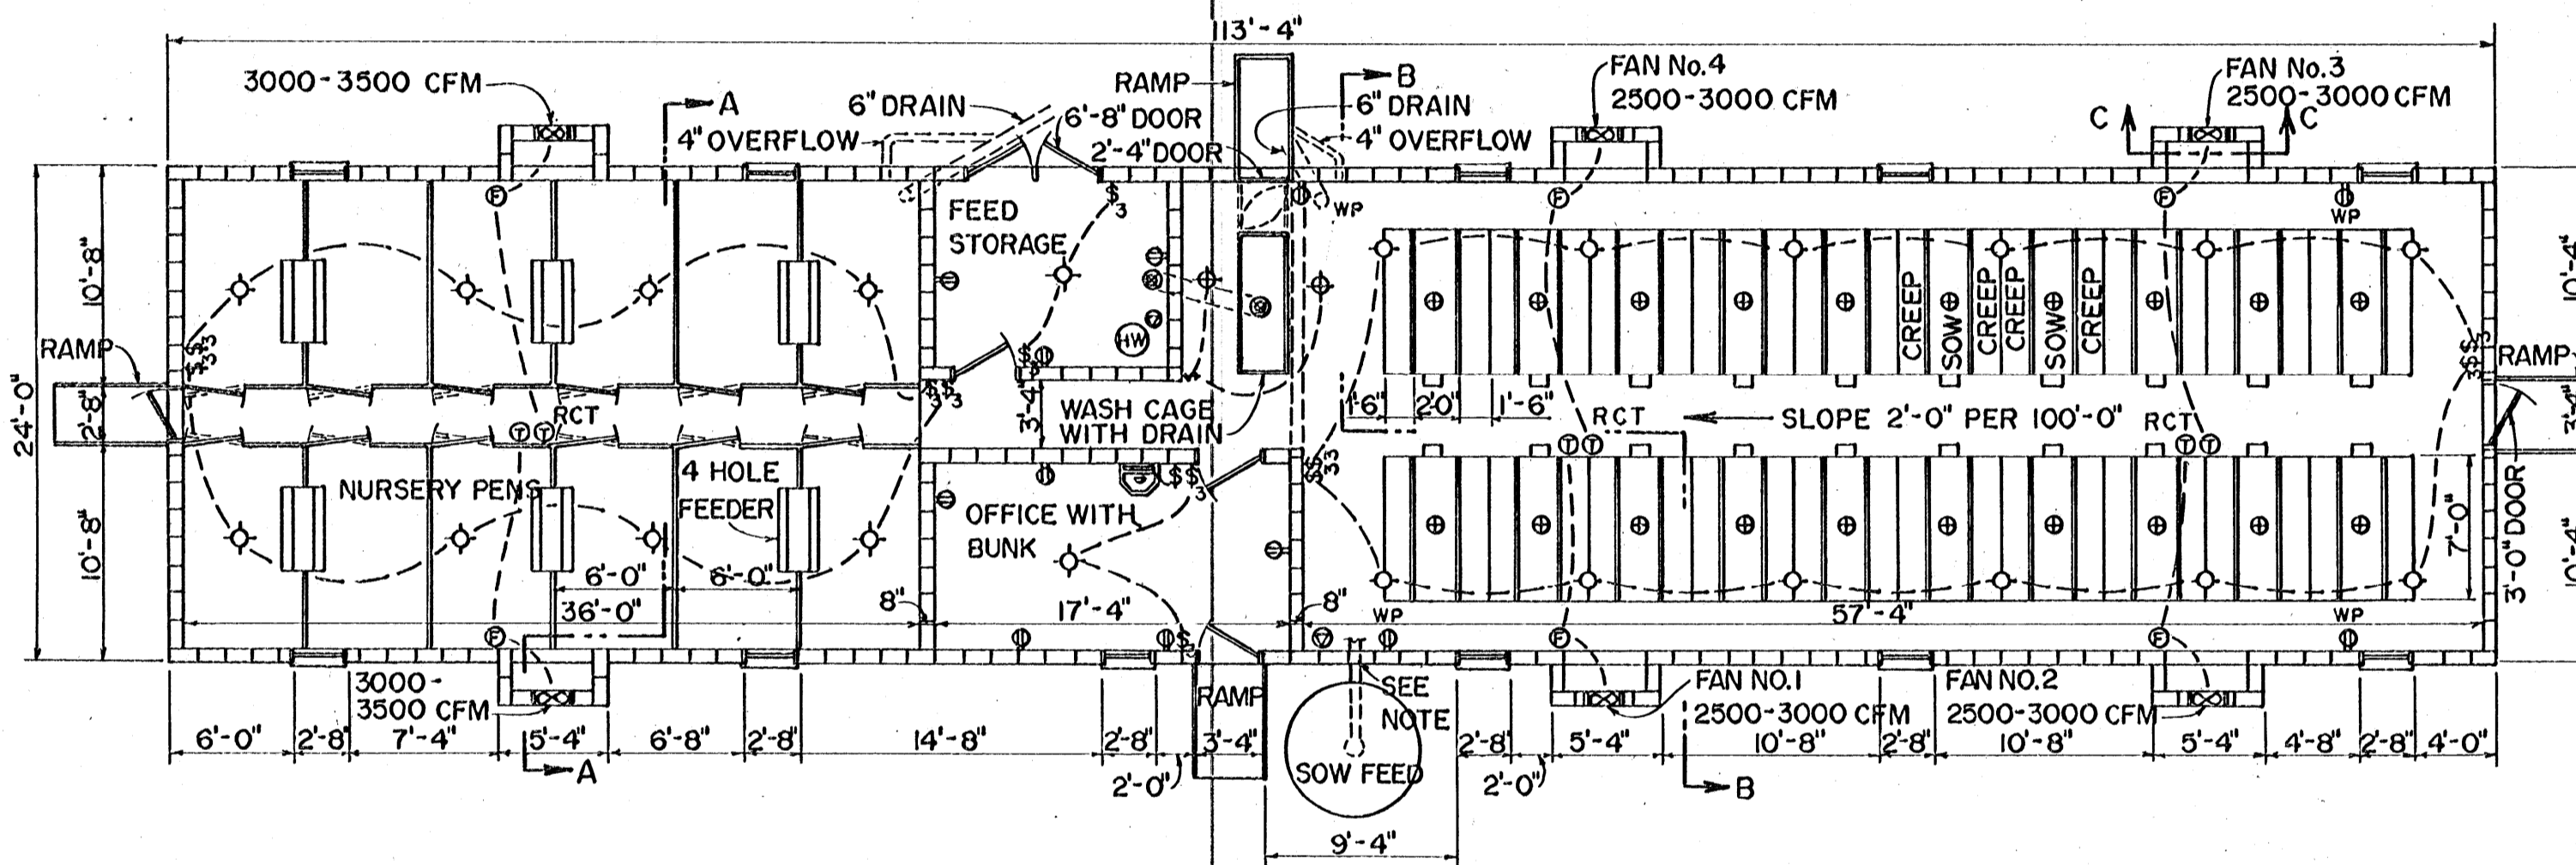 113'-4"
3000-3500 CFM
A
6" DRAIN
4" OVERFLOW
RAMP
6'-8" DOOR
2'-4" DOOR
B
6" DRAIN
4" OVERFLOW
FAN No.4
2500-3000 CFM
FAN No.3
2500-3000 CFM
C
C
F
FEED
STORAGE
$3
WP
F
F
WP
10'-8"
10'-4"
CREEP
SOW
CREEP
CREEP
SOW
CREEP
HW
RAMP
RAMP
24'-0"
2'-8"
RCT
T
T
3'-4"
WASH CAGE
WITH DRAIN
1'-6"
2'-0"
1'-6"
RCT
SLOPE 2'-0" PER 100'-0"
RCT
T
T
T
T
3'-4"
NURSERY PENS
4 HOLE
FEEDER
OFFICE WITH
BUNK
10'-8"
7'-0"
3'-0" DOOR
10'-4"
6'-0"
6'-0"
36'-0"
8"
17'-4"
8"
WP
57'-4"
WP
F
F
F
3000-
3500 CFM
RAMP
SEE
NOTE
FAN NO.1
2500-3000 CFM
FAN NO.2
2500-3000 CFM
6'-0"
2'-8"
7'-4"
5'-4"
6'-8"
2'-8"
14'-8"
2'-8"
3'-4"
2'-8"
5'-4"
10'-8"
2'-8"
10'-8"
5'-4"
4'-8"
2'-8"
4'-0"
A
2'-0"
SOW FEED
2'-0"
B
9'-4"